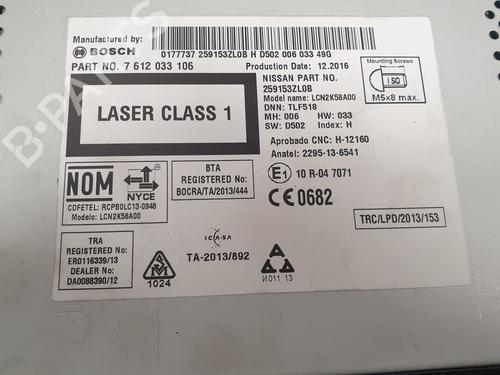 Manufactured by:
BOSCH
0177737 259153ZL0B H D502 006 033 49G
PART NO. 7 612 033 106
Production Date: 12.2016
NISSAN PART NO.
259153ZL0B
Model name: LCN2K58A00
DNN: TLF518
MH: 006 HW: 033
SW: D502 Index: H
Mounting Screws
ISO
M5x8 max.
LASER CLASS 1
Aprobado CNC: H-12160
Anatel: 2295-13-6541
E1 10 R-04 7071
CE0682
NOM
NYCE
COFETEL: RCPBOLC13-0948
Modelo: LCN2K58A00
BTA
REGISTERED No:
BOCRA/TA/2013/444
TRC/LPD/2013/153
TRA
REGISTERED No:
ER0116339/13
DEALER No:
DA0088390/12
ICASA
TA-2013/892
1024
И011 13
B-PARTS